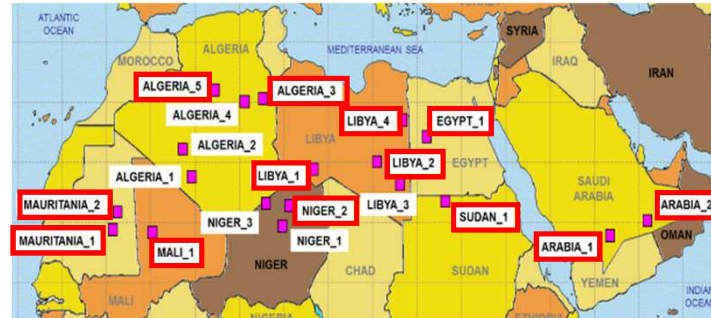 ATLANTIC
OCEAN
SYRIA
MOROCCO
ALGERIA
MEDITERRANEAN SEA
IRAQ
IRAN
ALGERIA_5
ALGERIA_3
ALGERIA_4
LIBYA_4
EGYPT_1
LIBYA
ALGERIA_2
LIBYA_1
LIBYA_2
EGYPT
ALGERIA_1
SAUDI
ARABIA
MAURITANIA_2
LIBYA_3
ARABIA_2
NIGER_3
NIGER_2
SUDAN_1
MAURITANIA_1
MALI_1
NIGER_1
ARABIA_1
OMAN
NIGER
CHAD
SUDAN
YEMEN
MALI
INDIAN
OCEAN
NIGERIA
ETHIOPIA